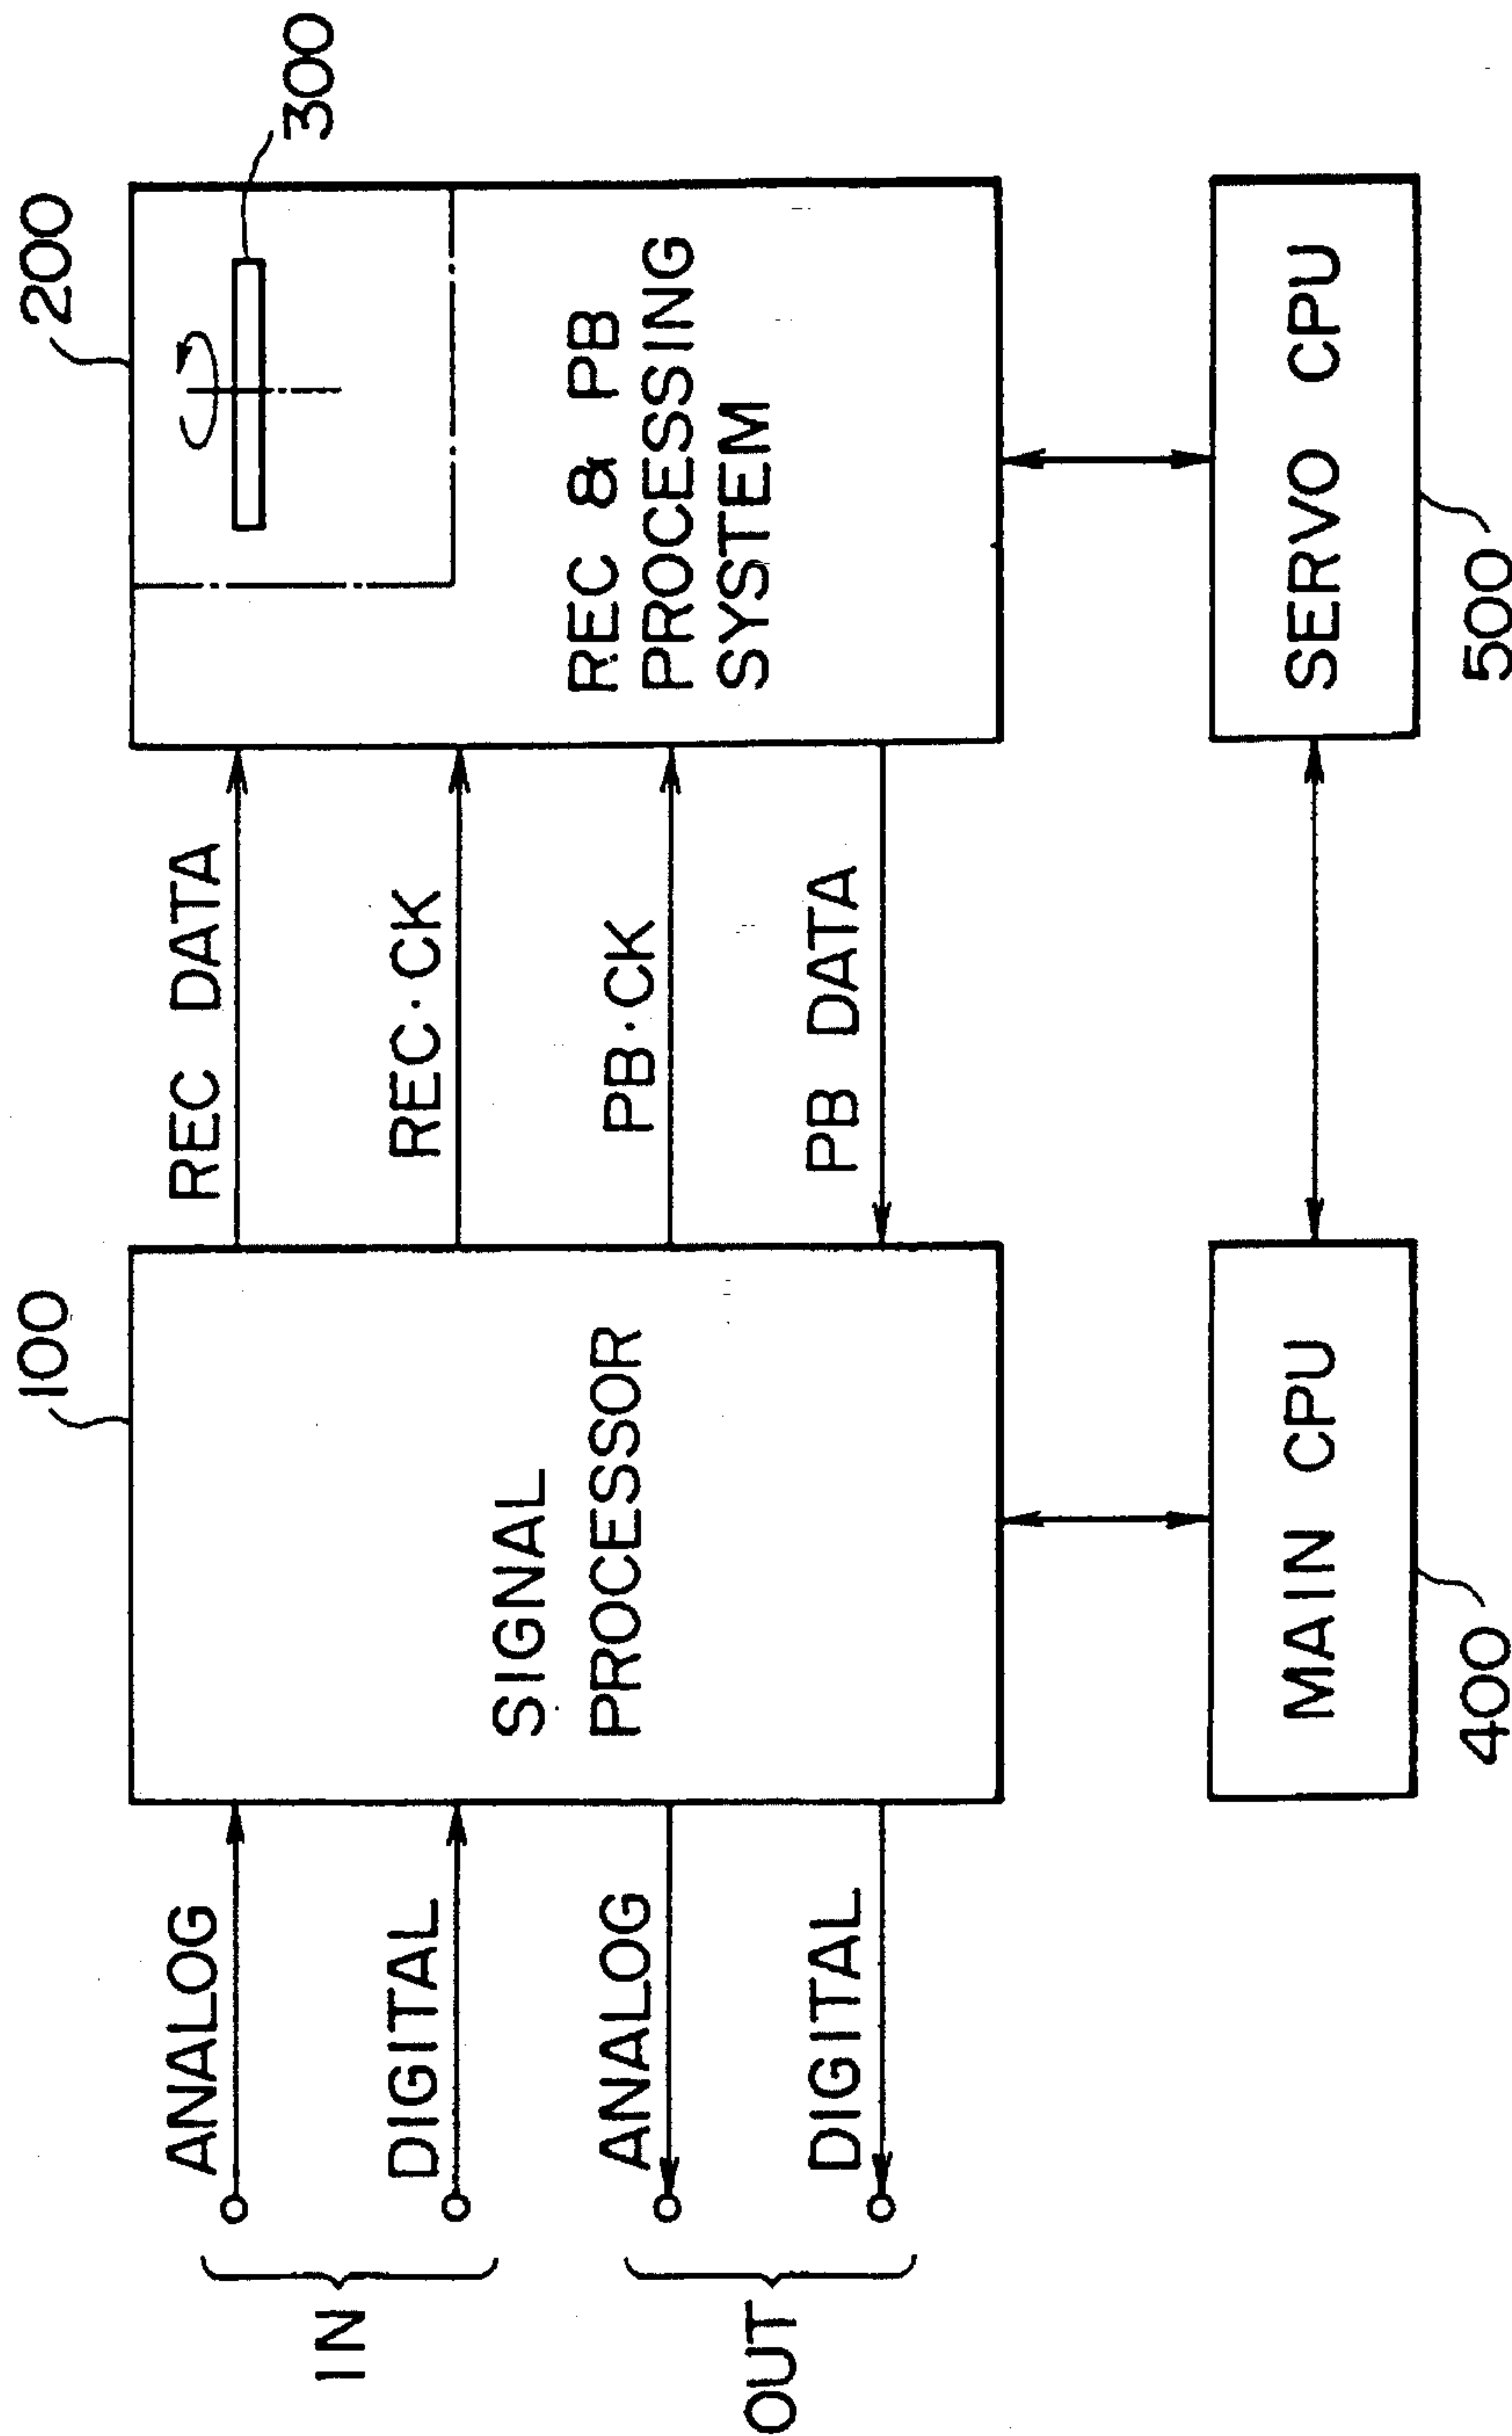 100
200
300
IN
ANALOG
DIGITAL
OUT
ANALOG
DIGITAL
SIGNAL
PROCESSOR
REC DATA
REC·CK
PB·CK
PB DATA
REC & PB
PROCESSING
SYSTEM
MAIN CPU
400
SERVO CPU
500